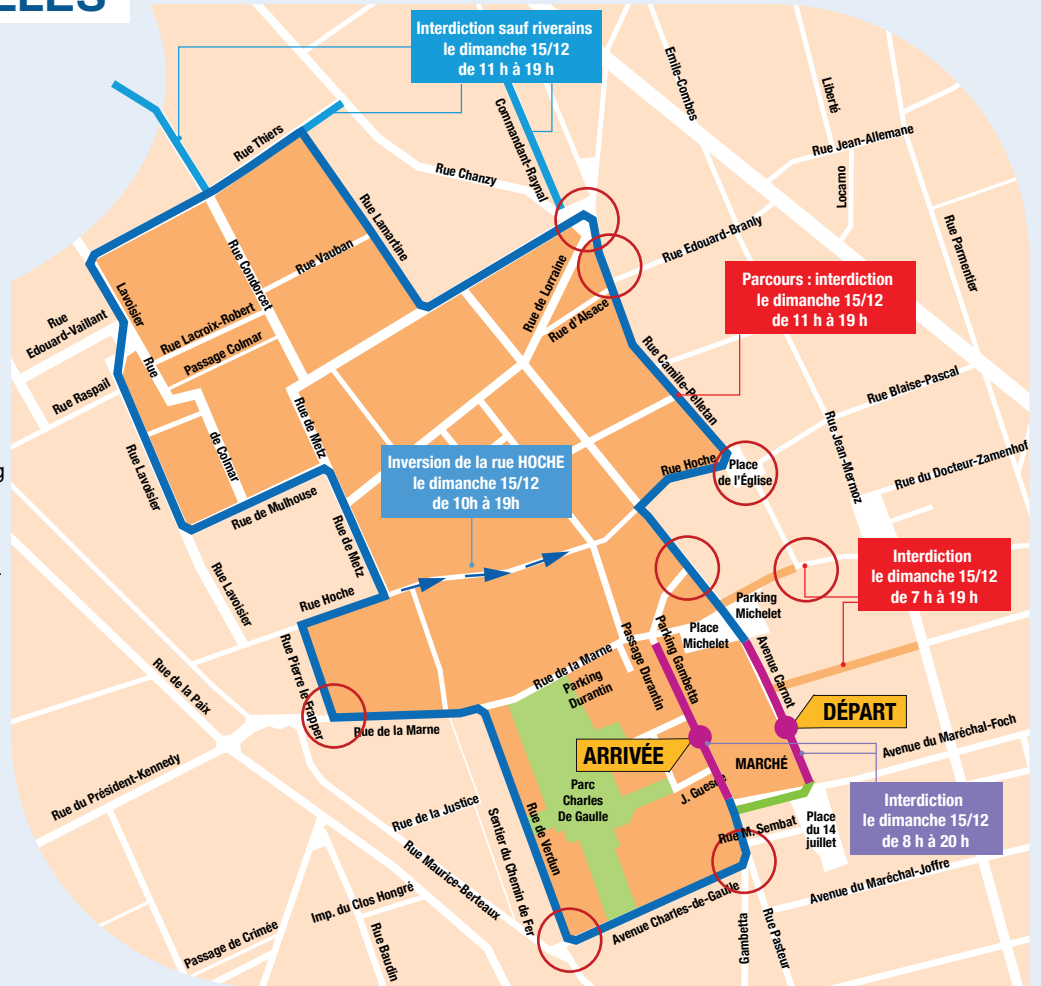 ELLES
Interdiction sauf riverains
le dimanche 15/12
de 11 h à 19 h
Emile-Combes
Liberté
Rue Jean-Allemane
Locarno
Rue Parmentier
Commandant-Raynal
Rue Thiers
Rue Chanzy
Rue Lamartine
Rue Edouard-Branly
Rue Condorcet
Rue Vauban
Rue de Lorraine
Rue d'Alsace
Parcours : interdiction
le dimanche 15/12
de 11 h à 19 h
Lavoisier
Rue
Edouard-Vaillant
Rue Lacroix-Robert
Passage Colmar
Rue
de Colmar
Rue Raspail
Rue Camille-Pelletan
Rue Blaise-Pascal
Rue de Metz
Rue Lavoisier
Inversion de la rue HOCHE
le dimanche 15/12
de 10h à 19h
Rue Hoche
Place
de l'Église
Rue Jean-Mermoz
Rue du Docteur-Zamenhof
g
Rue de Mulhouse
Rue de Metz
Rue Lavoisier
Rue Hoche
Interdiction
le dimanche 15/12
de 7 h à 19 h
Parking
Michelet
Place
Michelet
Rue Pierre le Frapper
Rue de la Paix
Rue de la Marne
Passage Durantin
Parking Gambetta
Parking
Durantin
Avenue Carnot
DÉPART
ARRIVÉE
MARCHÉ
Avenue du Maréchal-Foch
Rue de la Marne
Rue du Président-Kennedy
Parc
Charles
De Gaulle
J. Guesde
Rue M. Sembat
Place
du 14
juillet
Interdiction
le dimanche 15/12
de 8 h à 20 h
Rue de la Justice
Rue Maurice-Berteaux
Sentier du Chemin de Fer
Rue de Verdun
Avenue Charles-de-Gaulle
Avenue du Maréchal-Joffre
Imp. du Clos Hongré
Passage de Crimée
Rue Baudin
Gambetta
Rue Pasteur